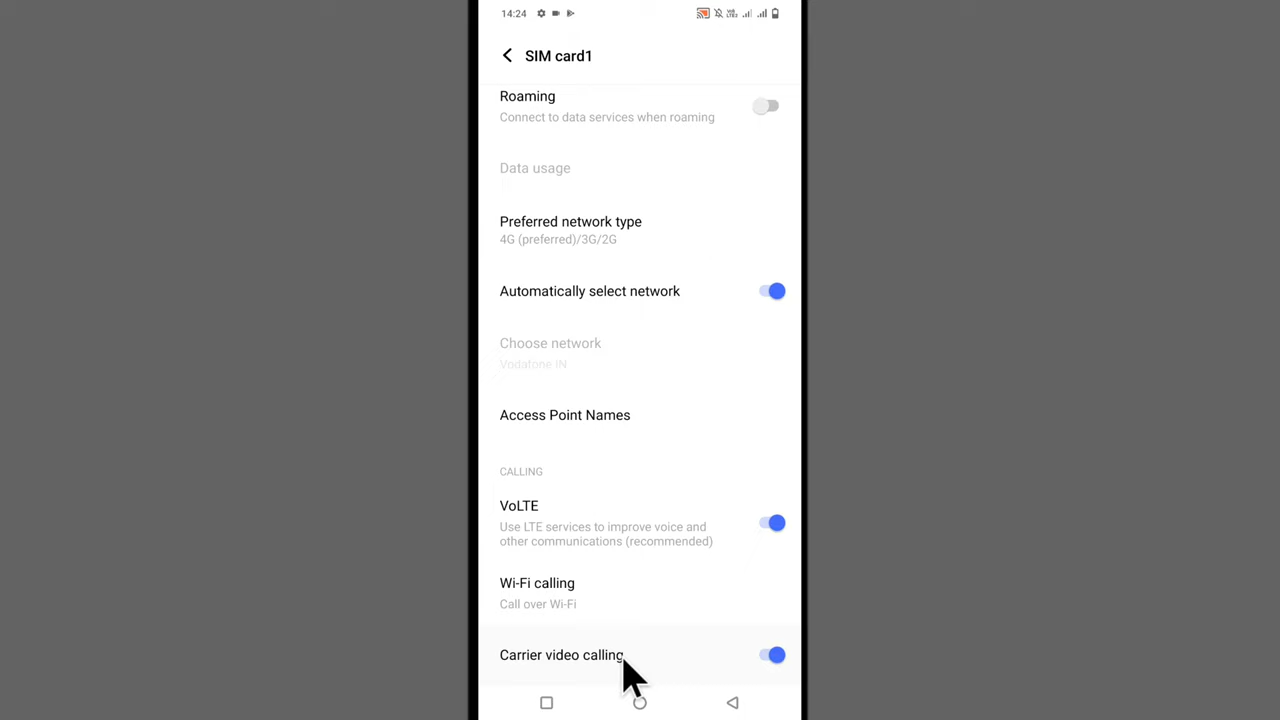 14:24
SIM card1
Roaming
Connect to data services when roaming
Data usage
Preferred network type
4G (preferred)/3G/2G
Automatically select network
Choose network
Vodafone IN
Access Point Names
CALLING
VoLTE
Use LTE services to improve voice and
other communications (recommended)
Wi-Fi calling
Call over Wi-Fi
Carrier video calling